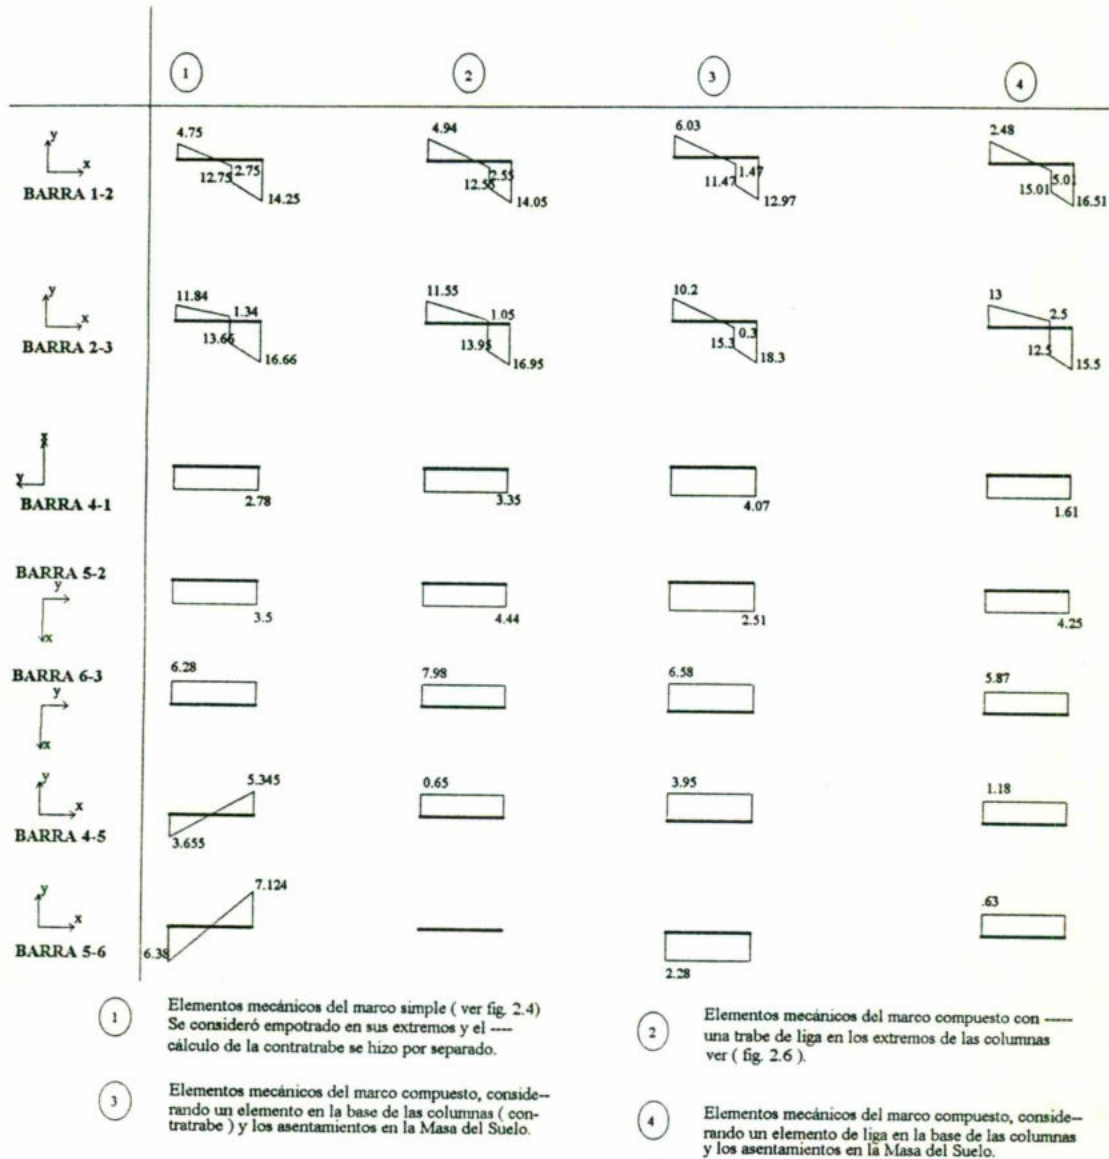 1 2 3 4
y
x
BARRA 1-2
4.75 12.75 2.75 14.25
4.94 12.55 2.55 14.05
6.03 11.47 1.47 12.97
2.48 15.01 5.01 16.51
y
x
BARRA 2-3
11.84 1.34 13.66 16.66
11.55 1.05 13.95 16.95
10.2 0.3 15.3 18.3
13 2.5 12.5 15.5
x
y
BARRA 4-1
2.78 3.35 4.07 1.61
BARRA 5-2
y
x
3.5 4.44 2.51 4.25
BARRA 6-3
y
x
6.28 7.98 6.58 5.87
y
x
BARRA 4-5
5.345 3.655 0.65 3.95 1.18
y
x
BARRA 5-6
7.124 6.38 2.28 .63
1
Elementos mecánicos del marco simple ( ver fig. 2.4)
Se consideró empotrado en sus extremos y el ----
cálculo de la contratrabe se hizo por separado.
2
Elementos mecánicos del marco compuesto con -----
una trabe de liga en los extremos de las columnas
ver ( fig. 2.6 ).
3
Elementos mecánicos del marco compuesto, conside--
rando un elemento en la base de las columnas ( con-
tratrabe ) y los asentamientos en la Masa del Suelo.
4
Elementos mecánicos del marco compuesto, conside--
rando un elemento de liga en la base de las columnas
y los asentamientos en la Masa del Suelo.